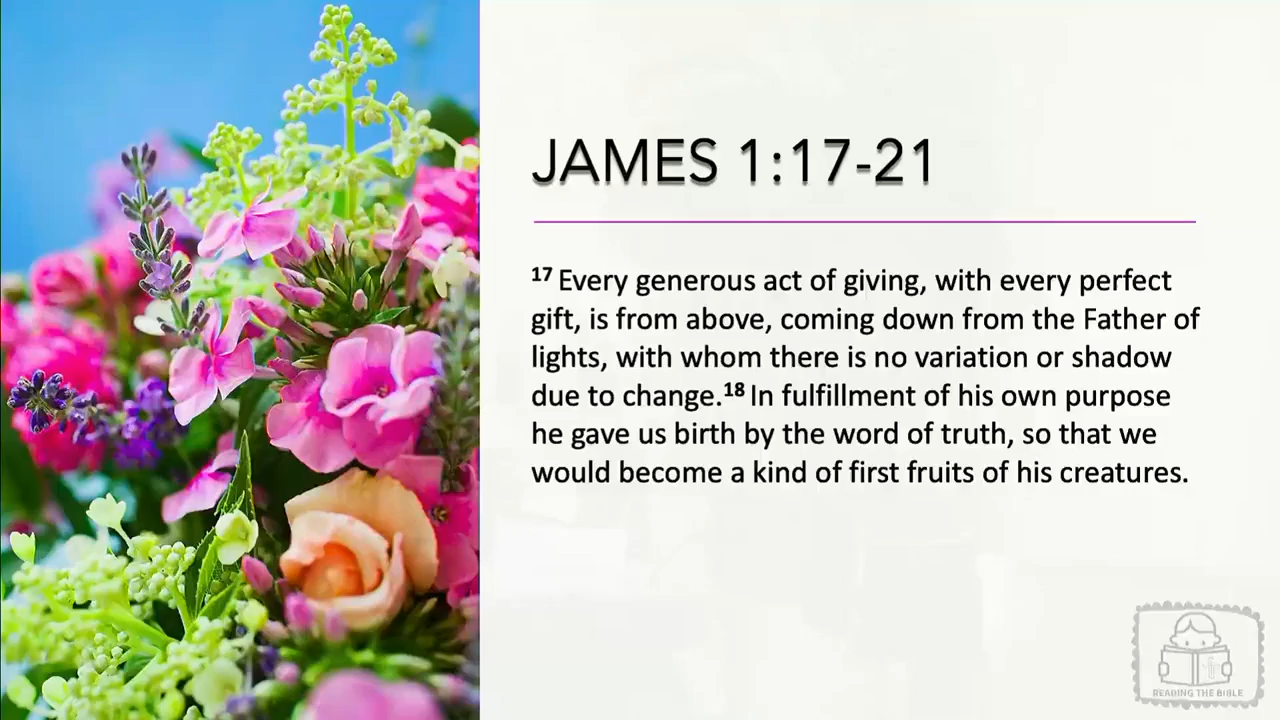 JAMES 1:17-21
17 Every generous act of giving, with every perfect
gift, is from above, coming down from the Father of
lights, with whom there is no variation or shadow
due to change.18 In fulfillment of his own purpose
he gave us birth by the word of truth, so that we
would become a kind of first fruits of his creatures.
READING THE BIBLE